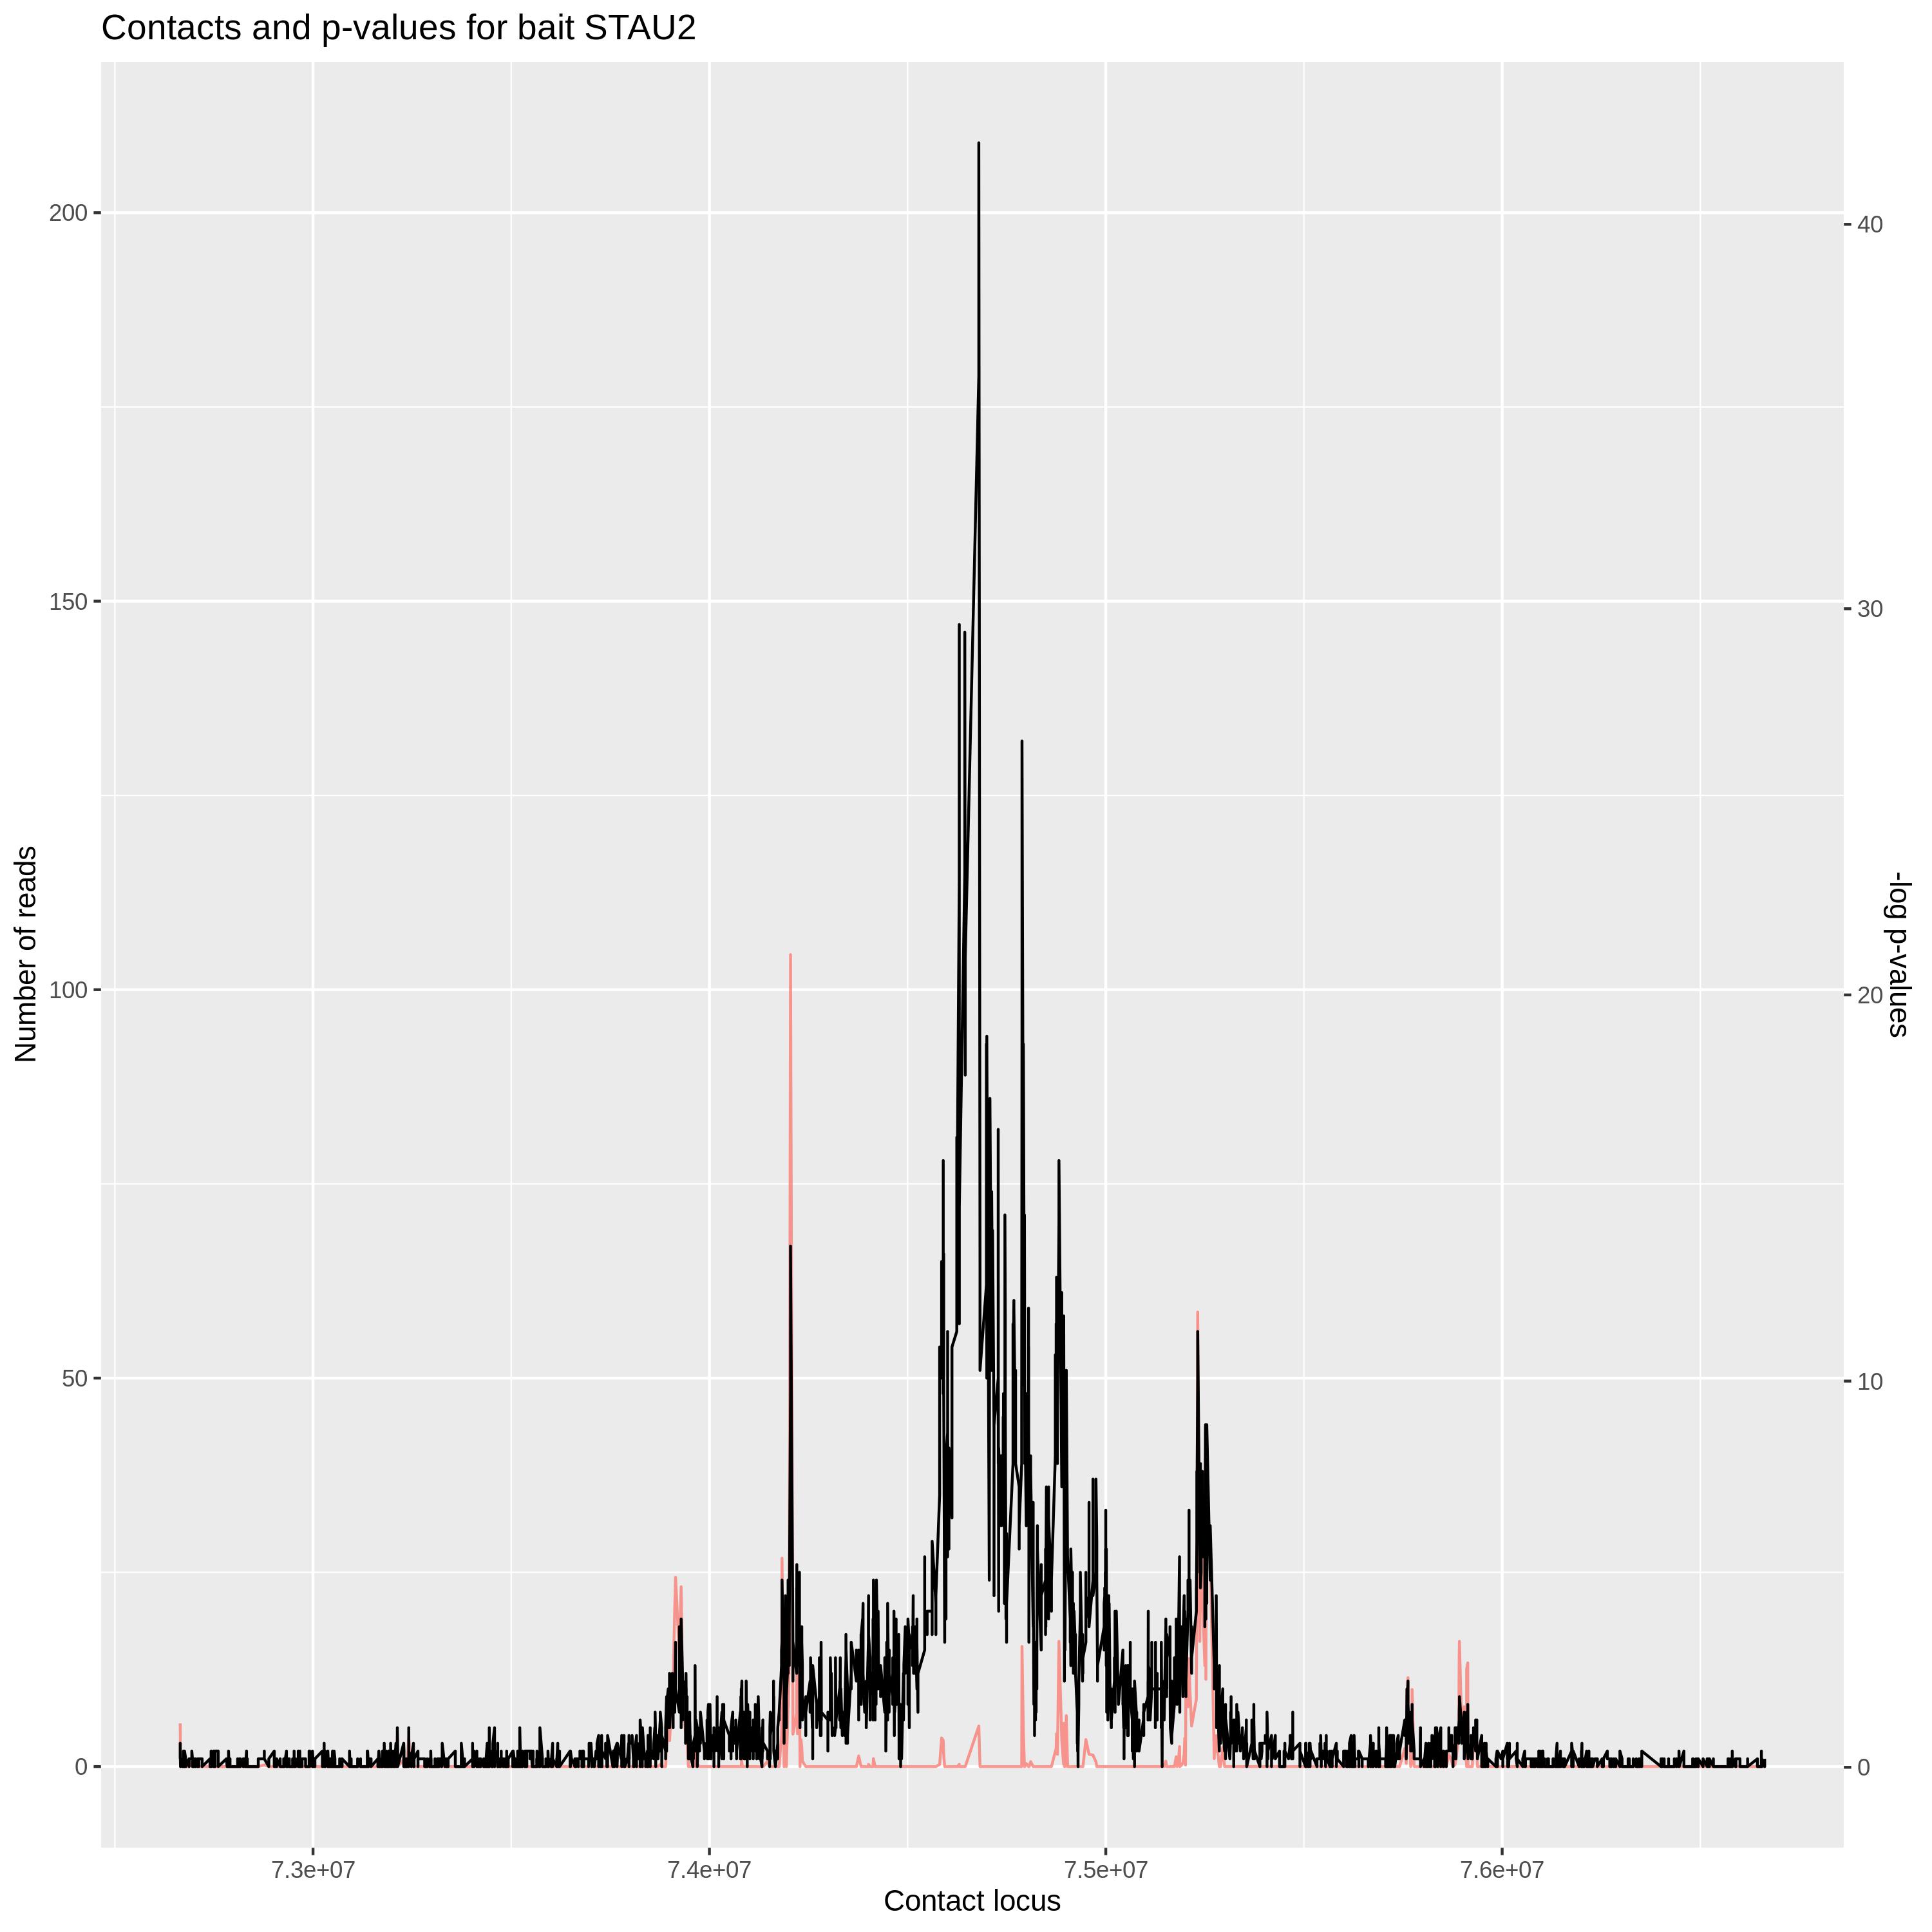 Contacts and p-values for bait STAU2
200
150
100
50
0
Number of reads
40
30
20
10
0
-log p-values
7.3e+07 7.4e+07 7.5e+07 7.6e+07
Contact locus